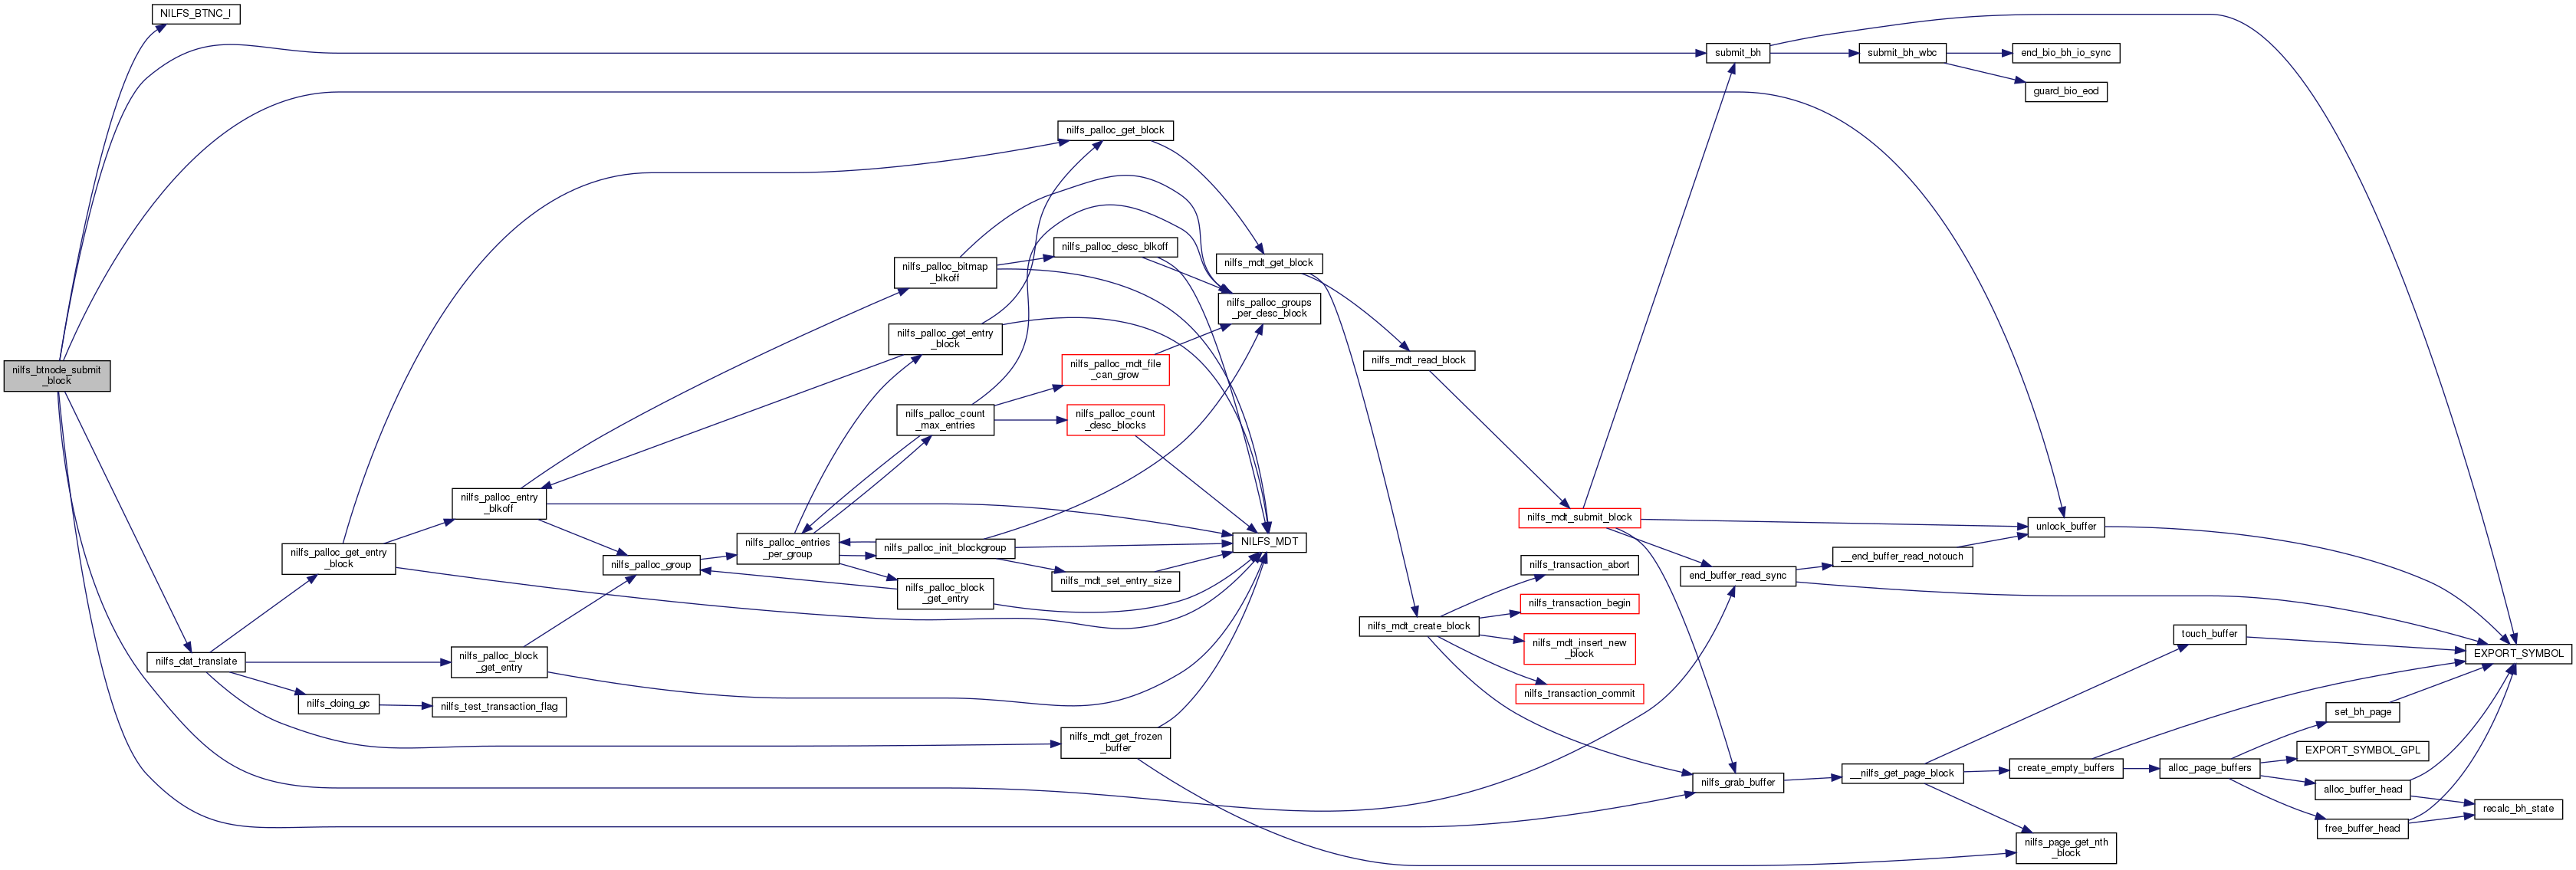 NILFS_BTNC_I
submit_bh
submit_bh_wbc
end_bio_bh_io_sync
guard_bio_eod
nilfs_palloc_get_block
nilfs_palloc_desc_blkoff
nilfs_palloc_bitmap
_blkoff
nilfs_mdt_get_block
nilfs_palloc_groups
_per_desc_block
nilfs_palloc_get_entry
_block
nilfs_mdt_read_block
nilfs_btnode_submit
_block
nilfs_palloc_mdt_file
_can_grow
nilfs_palloc_count
_max_entries
nilfs_palloc_count
_desc_blocks
nilfs_palloc_entry
_blkoff
nilfs_mdt_submit_block
unlock_buffer
nilfs_palloc_get_entry
_block
nilfs_palloc_group
nilfs_palloc_entries
_per_group
nilfs_palloc_init_blockgroup
NILFS_MDT
nilfs_mdt_set_entry_size
nilfs_palloc_block
_get_entry
__end_buffer_read_notouch
end_buffer_read_sync
nilfs_transaction_abort
nilfs_transaction_begin
nilfs_mdt_create_block
nilfs_mdt_insert_new
_block
nilfs_transaction_commit
touch_buffer
EXPORT_SYMBOL
nilfs_dat_translate
nilfs_palloc_block
_get_entry
nilfs_doing_gc
nilfs_test_transaction_flag
nilfs_mdt_get_frozen
_buffer
set_bh_page
EXPORT_SYMBOL_GPL
nilfs_grab_buffer
__nilfs_get_page_block
create_empty_buffers
alloc_page_buffers
alloc_buffer_head
recalc_bh_state
free_buffer_head
nilfs_page_get_nth
_block